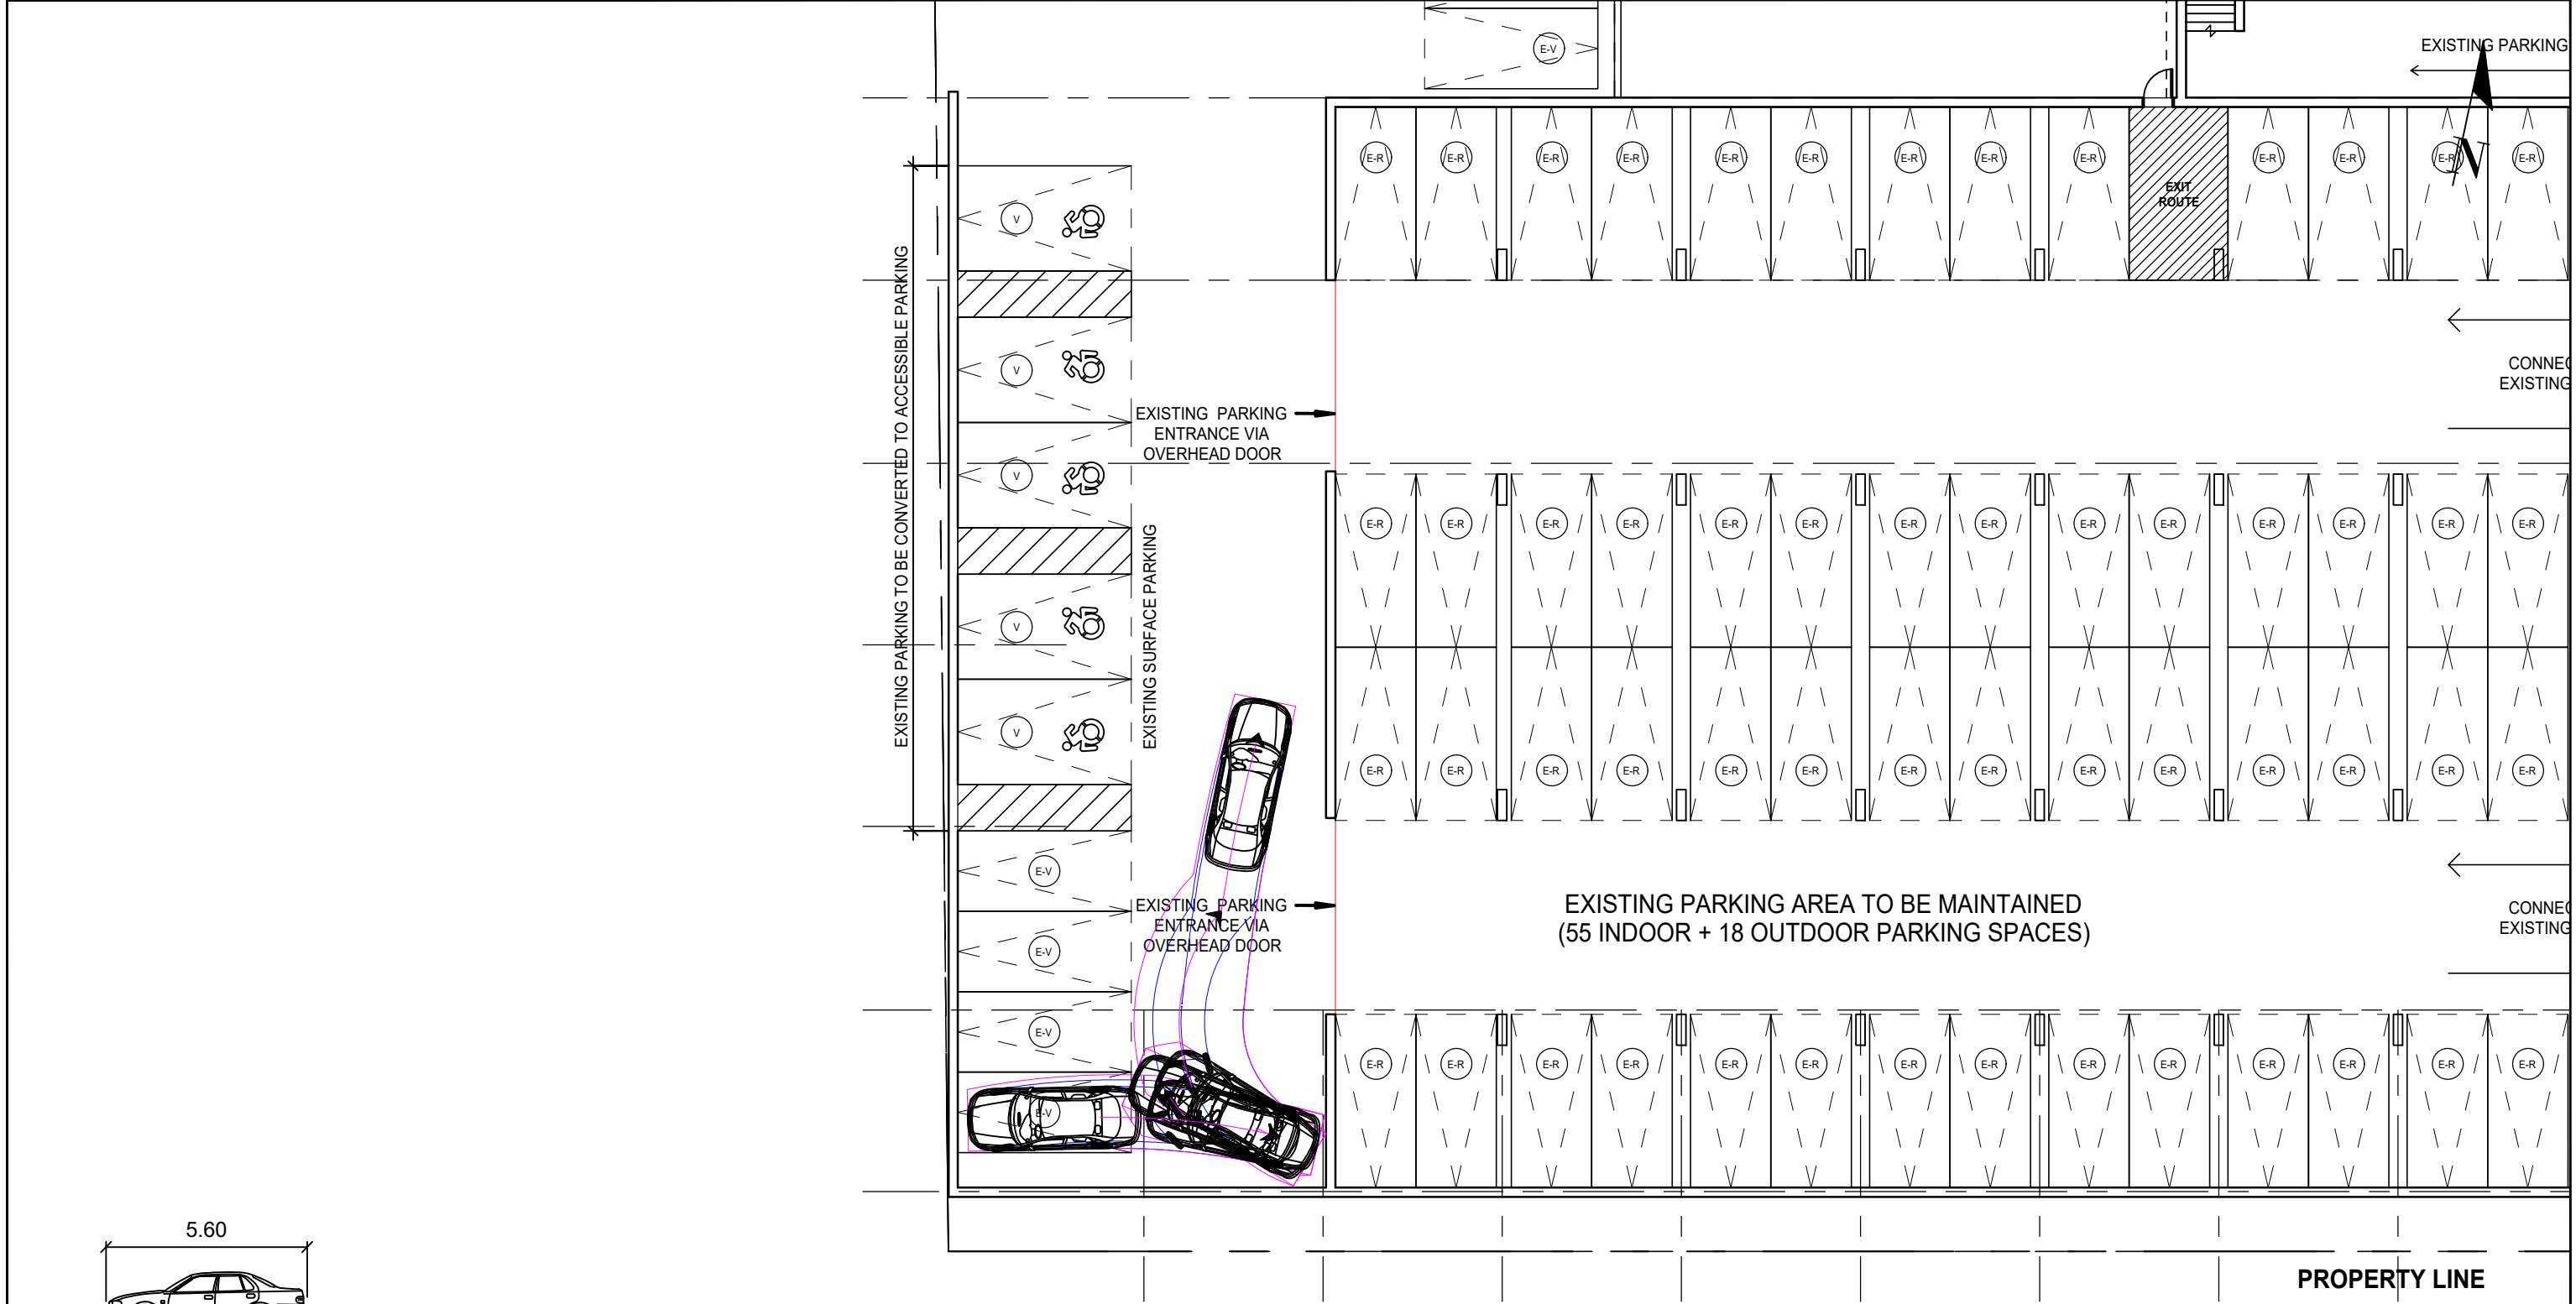 E-V
EXISTING PARKING
E-R E-R E-R E-R E-R E-R E-R E-R E-R E-R E-R E-R E-R
N
EXIT
ROUTE
V
EXISTING PARKING TO BE CONVERTED TO ACCESSIBLE PARKING
V
EXISTING PARKING
ENTRANCE VIA
OVERHEAD DOOR
EXISTING
V
E-R E-R E-R E-R E-R E-R E-R E-R E-R E-R E-R E-R E-R E-R
EXISTING SURFACE PARKING
V
V
E-R E-R E-R E-R E-R E-R E-R E-R E-R E-R E-R E-R E-R E-R
E-V
EXISTING PARKING
ENTRANCE VIA
OVERHEAD DOOR
EXISTING PARKING AREA TO BE MAINTAINED
(55 INDOOR + 18 OUTDOOR PARKING SPACES)
EXISTING
E-V
E-V
E-R E-R E-R E-R E-R E-R E-R E-R E-R E-R E-R E-R E-R E-R
E-V
5.60
PROPERTY LINE